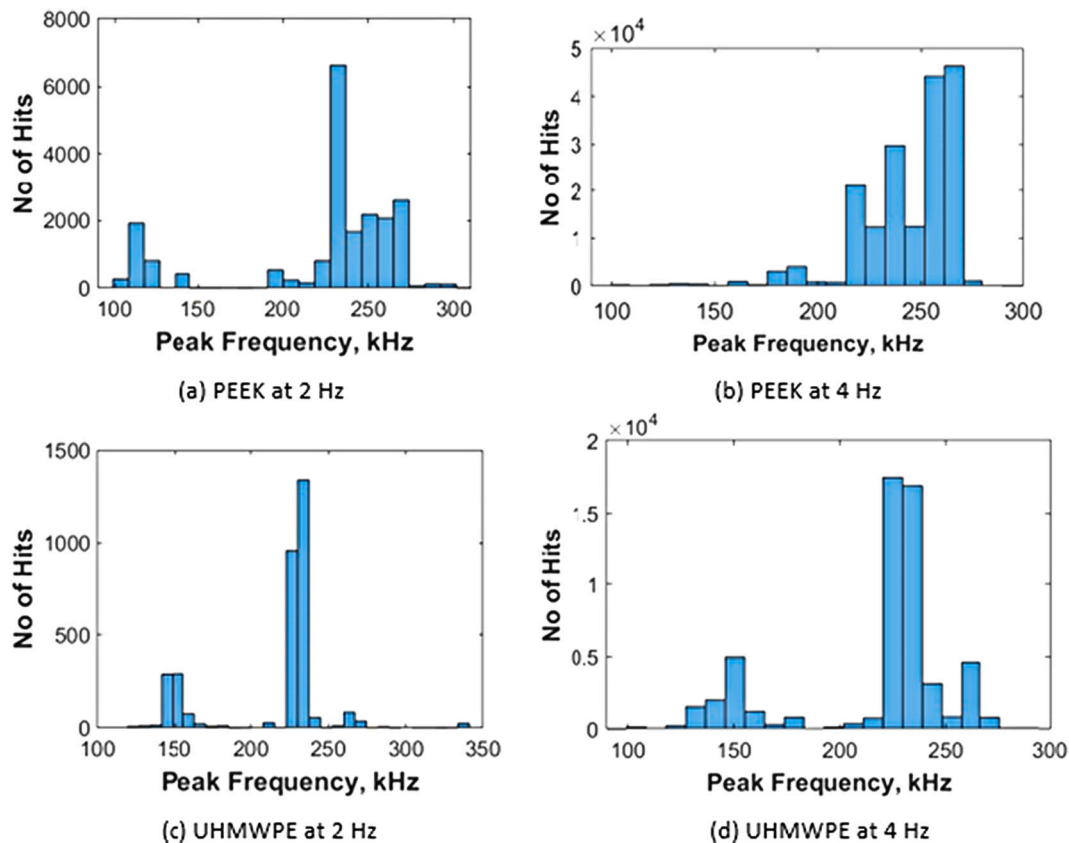 8000
6000
4000
2000
0
No of Hits
100 150 200 250 300
Peak Frequency, kHz
(a) PEEK at 2 Hz
×10⁴
5
4
3
2
1
0
No of Hits
100 150 200 250 300
Peak Frequency, kHz
(b) PEEK at 4 Hz
1500
1000
500
0
No of Hits
100 150 200 250 300 350
Peak Frequency, kHz
(c) UHMWPE at 2 Hz
×10⁴
2
1.5
1
0.5
0
No of Hits
100 150 200 250 300
Peak Frequency, kHz
(d) UHMWPE at 4 Hz